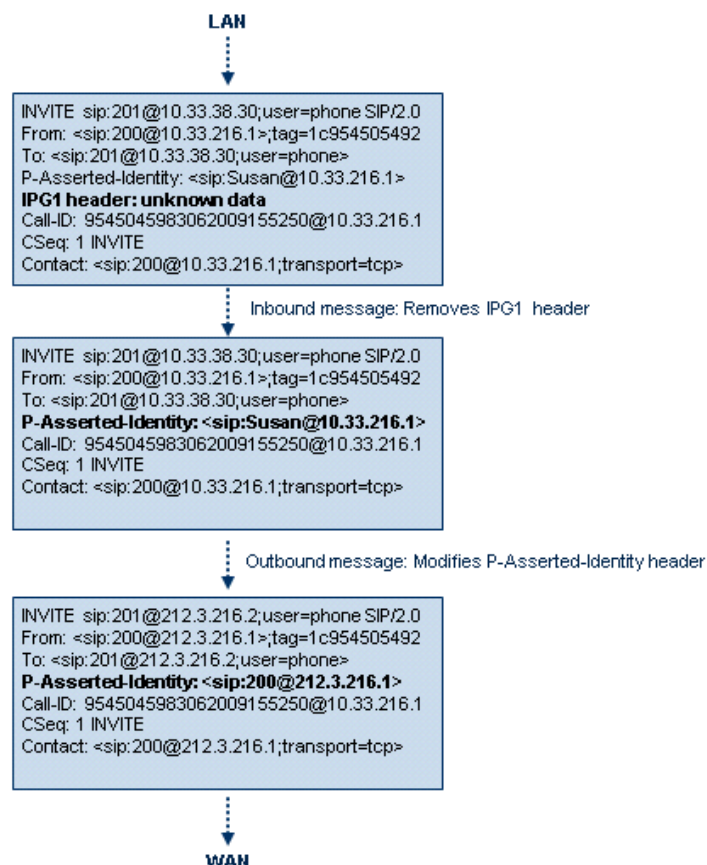 LAN
INVITE sip:201@10.33.38.30;user=phone SIP/2.0
From: <sip:200@10.33.216.1>;tag=1c954505492
To: <sip:201@10.33.38.30;user=phone>
P-Asserted-Identity: <sip:Susan@10.33.216.1>
IPG1 header: unknown data
Call-ID: 9545045983062009155250@10.33.216.1
CSeq: 1 INVITE
Contact: <sip:200@10.33.216.1;transport=tcp>
Inbound message: Removes IPG1 header
INVITE sip:201@10.33.38.30;user=phone SIP/2.0
From: <sip:200@10.33.216.1>;tag=1c954505492
To: <sip:201@10.33.38.30;user=phone>
P-Asserted-Identity: <sip:Susan@10.33.216.1>
Call-ID: 9545045983062009155250@10.33.216.1
CSeq: 1 INVITE
Contact: <sip:200@10.33.216.1;transport=tcp>
Outbound message: Modifies P-Asserted-Identity header
INVITE sip:201@212.3.216.2;user=phone SIP/2.0
From: <sip:200@212.3.216.1>;tag=1c954505492
To: <sip:201@212.3.216.2;user=phone>
P-Asserted-Identity: <sip:200@212.3.216.1>
Call-ID: 9545045983062009155250@10.33.216.1
CSeq: 1 INVITE
Contact: <sip:200@212.3.216.1;transport=tcp>
WAN